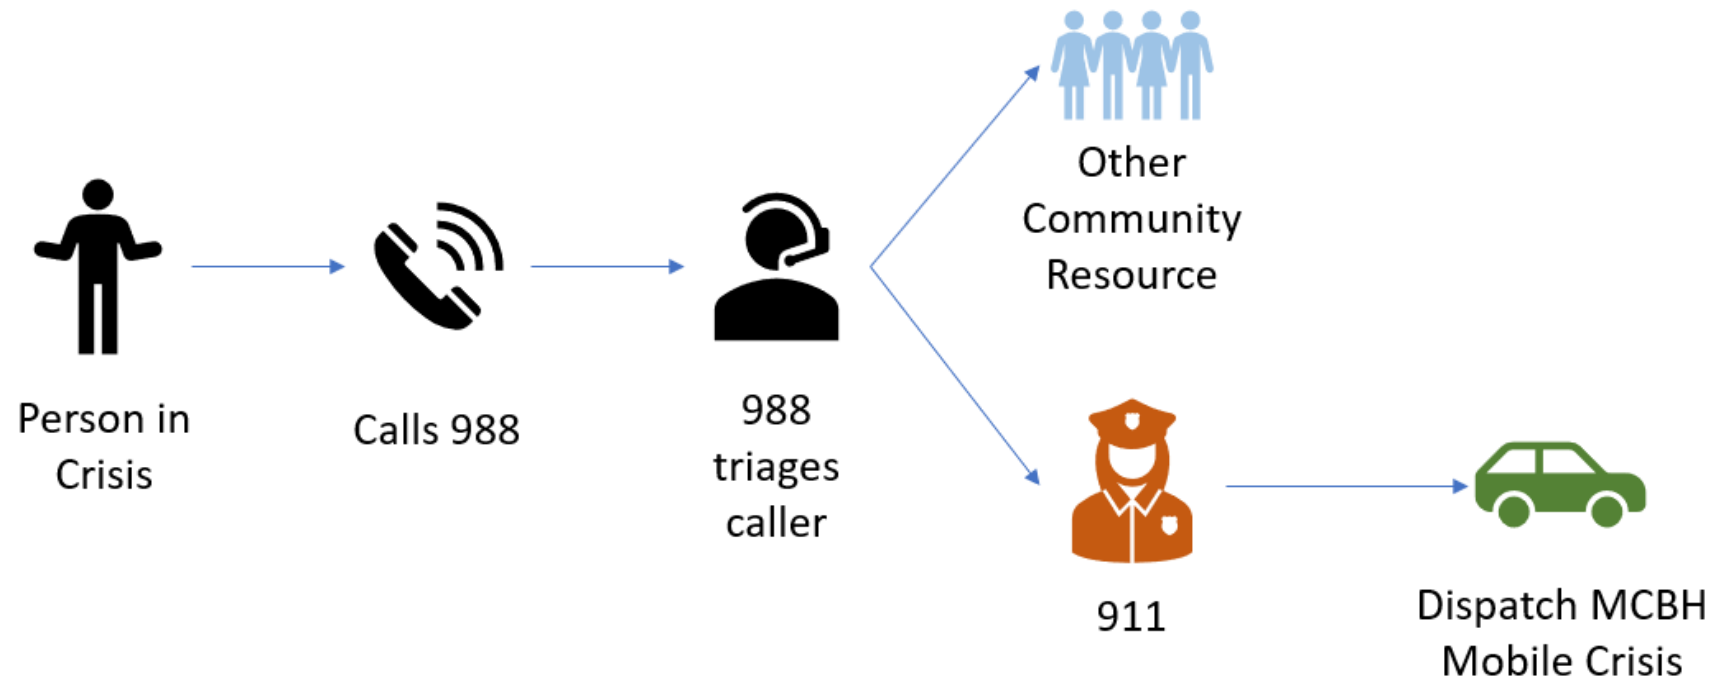 Person in
Crisis
Calls 988
988
triages
caller
Other
Community
Resource
911
Dispatch MCBH
Mobile Crisis